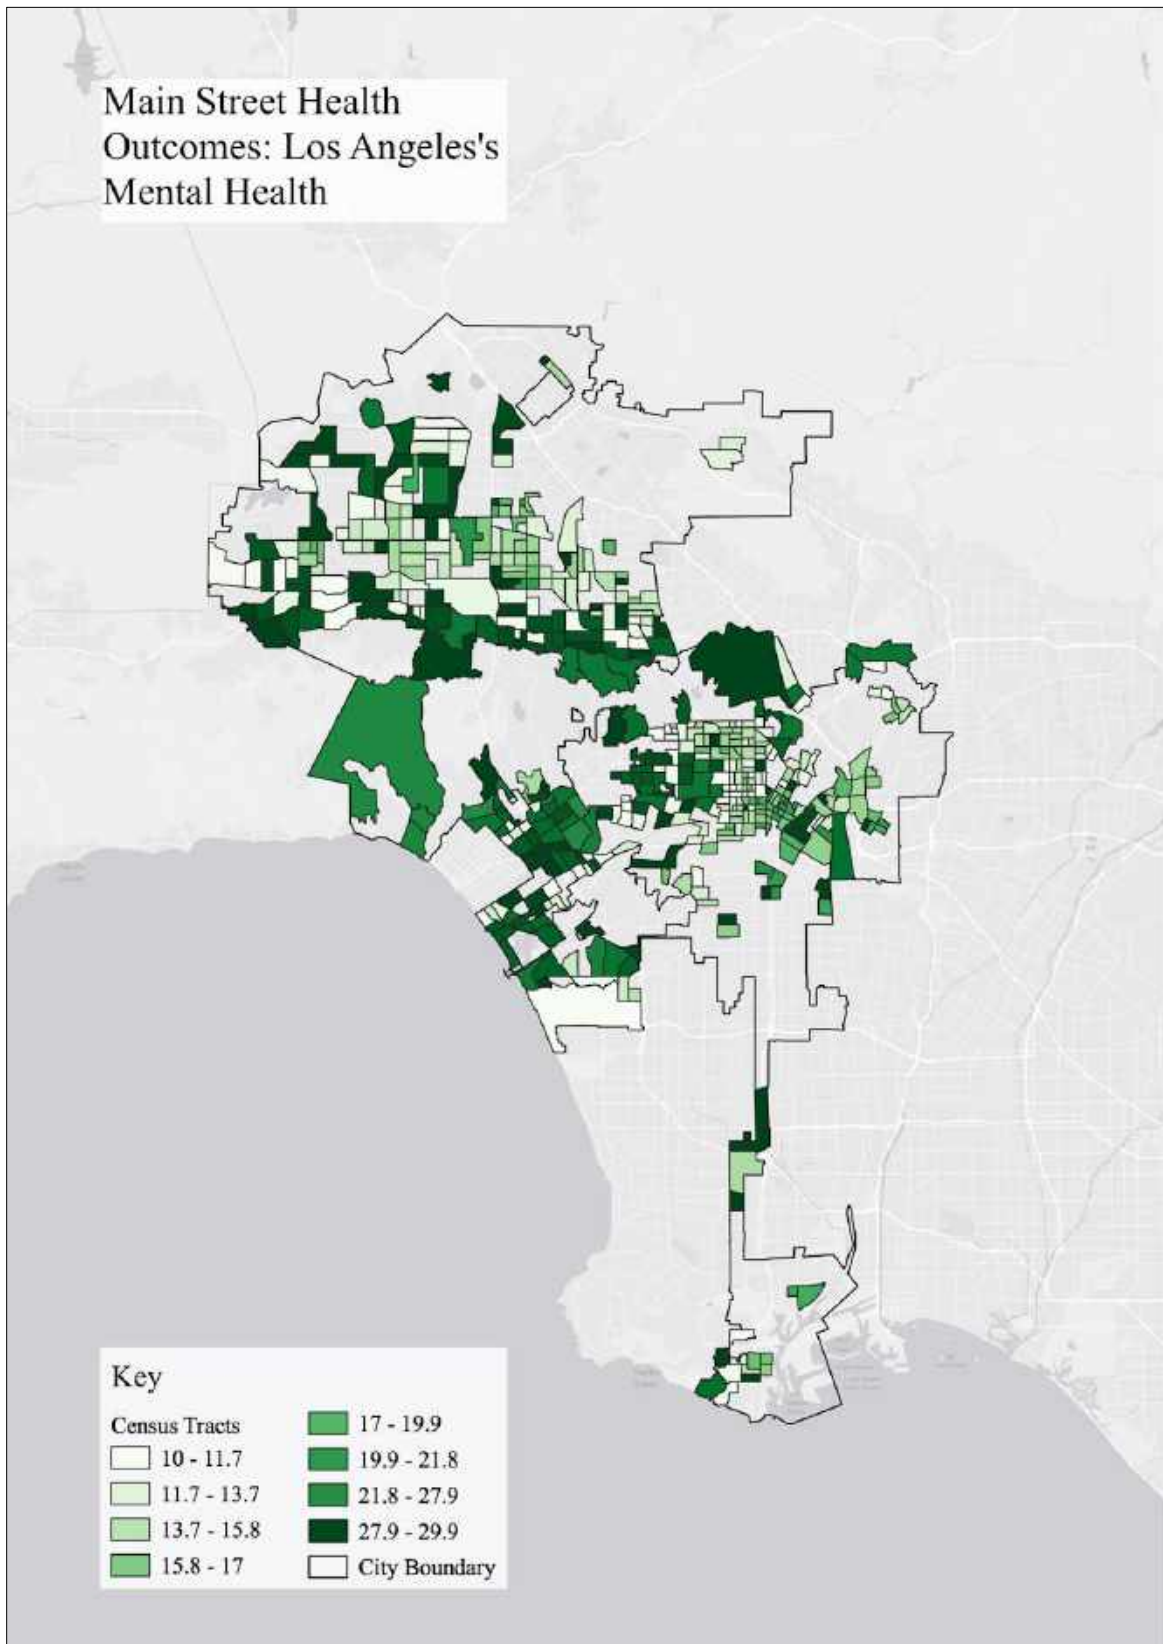 Main Street Health
Outcomes: Los Angeles's
Mental Health
Key
Census Tracts
10 - 11.7
11.7 - 13.7
13.7 - 15.8
15.8 - 17
17 - 19.9
19.9 - 21.8
21.8 - 27.9
27.9 - 29.9
City Boundary